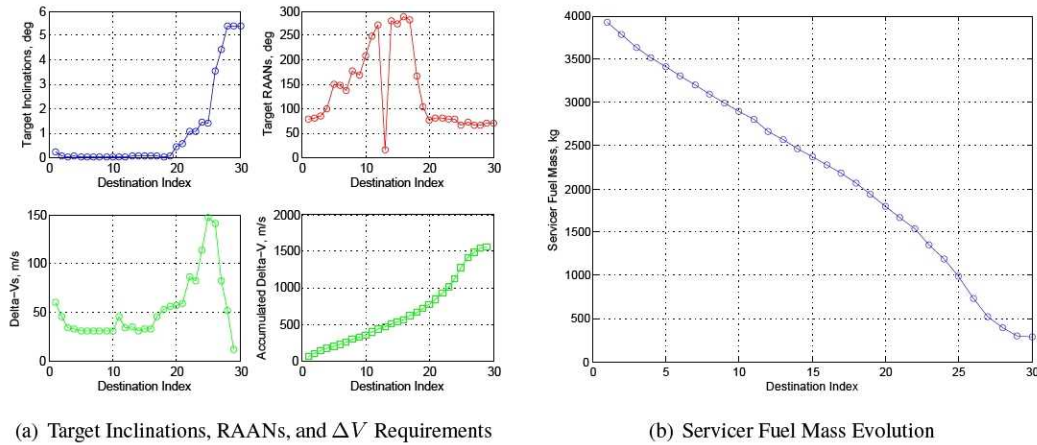 6
5
4
3
2
1
0
0 10 20 30
Target Inclinations, deg
Destination Index
300
250
200
150
100
50
0
0 10 20 30
Target RAANs, deg
Destination Index
150
100
50
0
0 10 20 30
Delta-Vs, m/s
Destination Index
2000
1500
1000
500
0
0 10 20 30
Accumulated Delta-V, m/s
Destination Index
(a) Target Inclinations, RAANs, and ΔV Requirements
4000
3500
3000
2500
2000
1500
1000
500
0
0 5 10 15 20 25 30
Servicer Fuel Mass, kg
Destination Index
(b) Servicer Fuel Mass Evolution